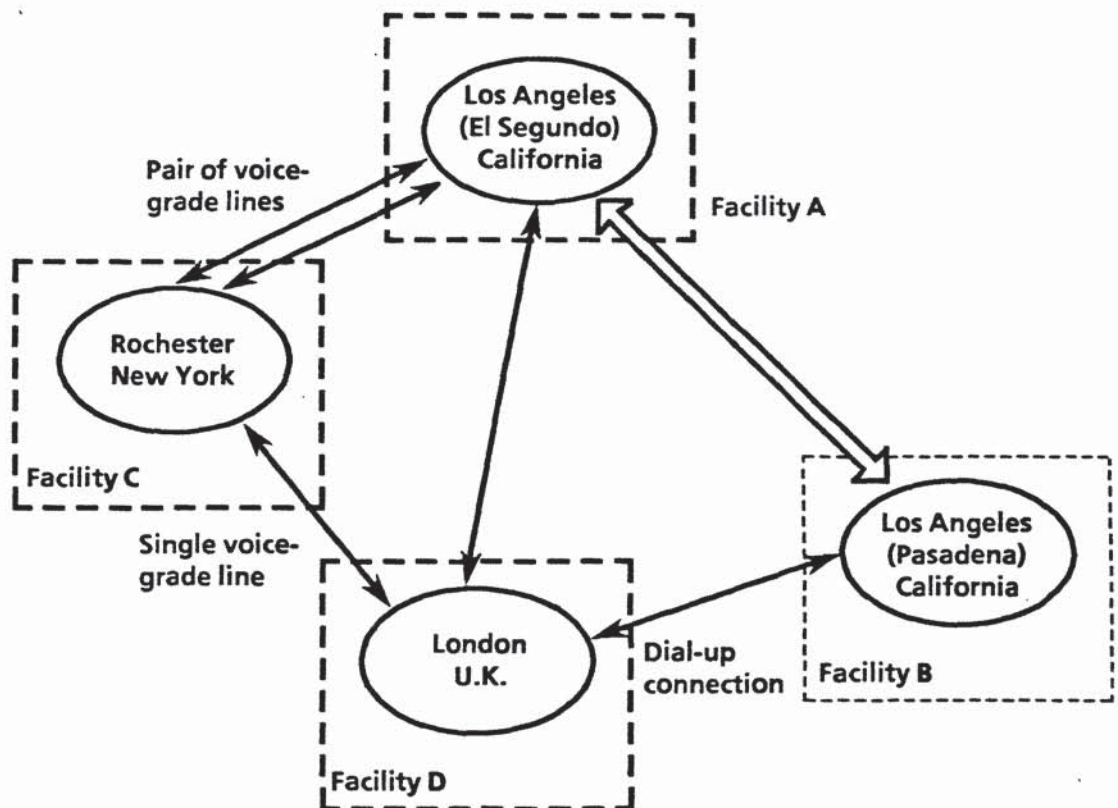 Los Angeles
(El Segundo)
California
Facility A
Pair of voice-
grade lines
Rochester
New York
Facility C
Single voice-
grade line
London
U.K.
Facility D
Dial-up
connection
Los Angeles
(Pasadena)
California
Facility B